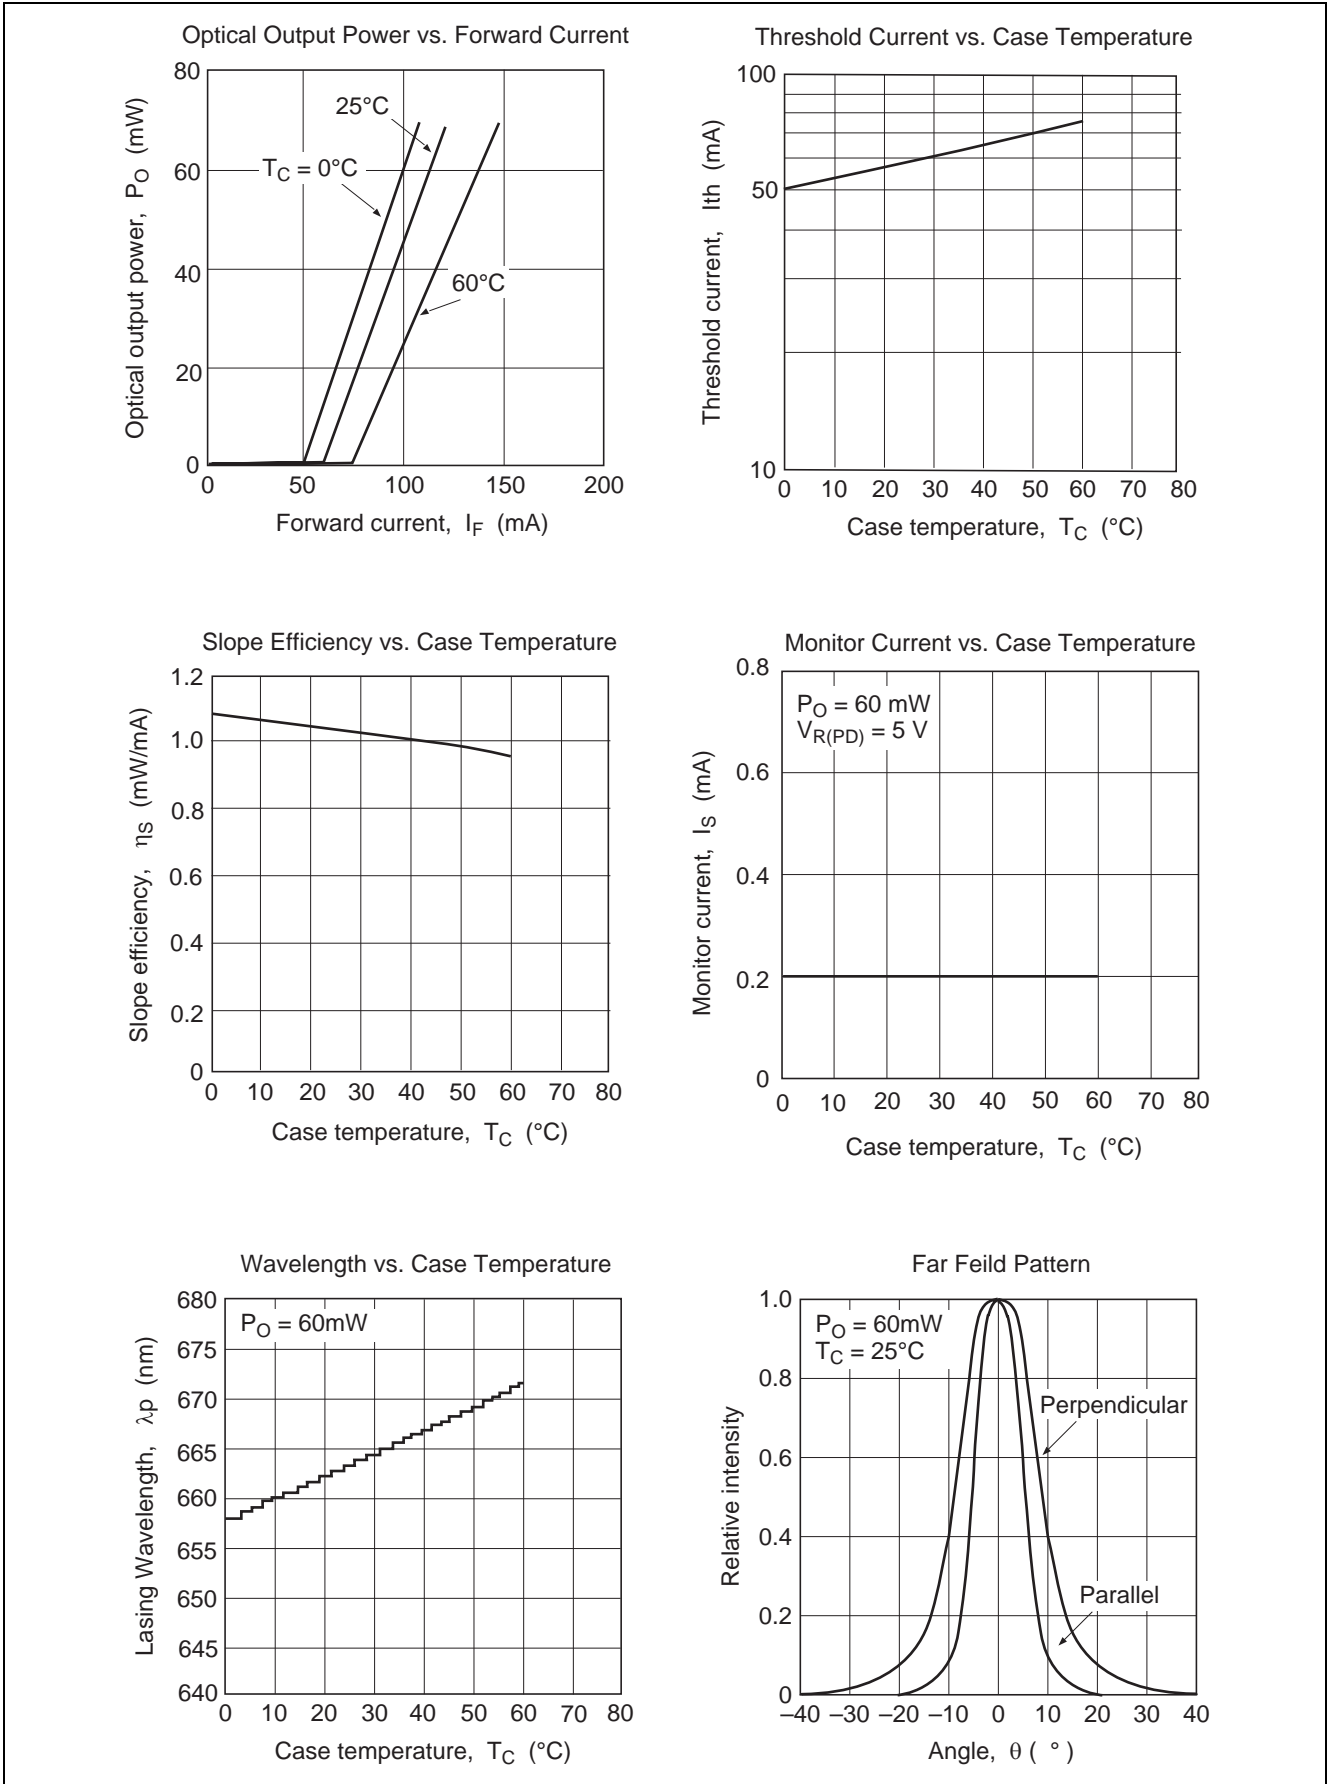 Optical Output Power vs. Forward Current
80
60
40
20
0
0 50 100 150 200
Optical output power, PO (mW)
Forward current, IF (mA)
25°C
TC = 0°C
60°C
Threshold Current vs. Case Temperature
100
50
10
0 10 20 30 40 50 60 70 80
Threshold current, Ith (mA)
Case temperature, TC (°C)
Slope Efficiency vs. Case Temperature
1.2
1.0
0.8
0.6
0.4
0.2
0
0 10 20 30 40 50 60 70 80
Slope efficiency, ηS (mW/mA)
Case temperature, TC (°C)
Monitor Current vs. Case Temperature
0.8
0.6
0.4
0.2
0
0 10 20 30 40 50 60 70 80
PO = 60 mW
VR(PD) = 5 V
Monitor current, IS (mA)
Case temperature, TC (°C)
Wavelength vs. Case Temperature
680
675
670
665
660
655
650
645
640
0 10 20 30 40 50 60 70 80
PO = 60mW
Lasing Wavelength, λp (nm)
Case temperature, TC (°C)
Far Feild Pattern
1.0
0.8
0.6
0.4
0.2
0
–40 –30 –20 –10 0 10 20 30 40
PO = 60mW
TC = 25°C
Perpendicular
Parallel
Relative intensity
Angle, θ ( ° )